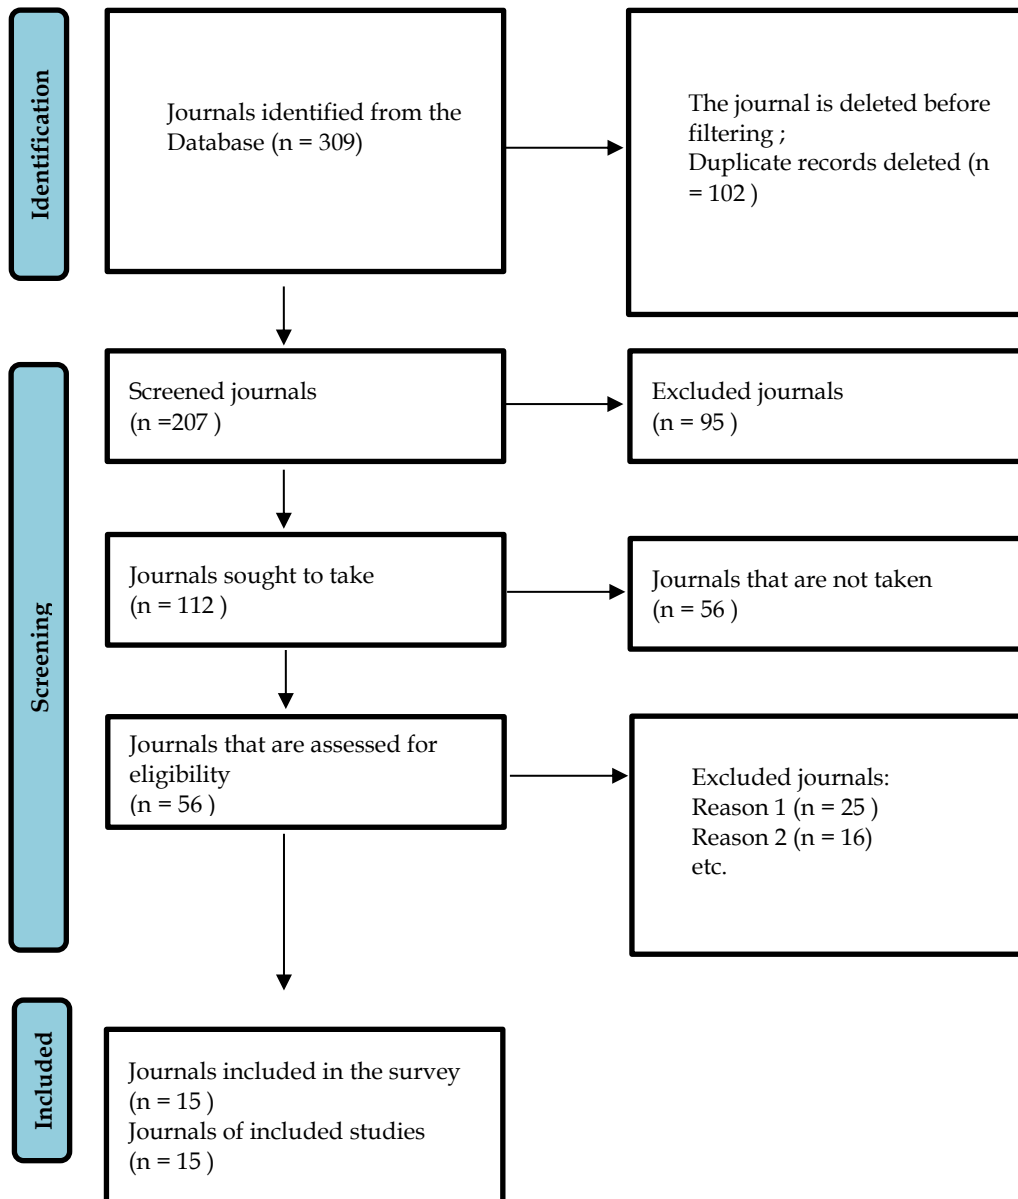 Identification
Journals identified from the
Database (n = 309)
The journal is deleted before
filtering ;
Duplicate records deleted (n
= 102 )
Screening
Screened journals
(n =207 )
Excluded journals
(n = 95 )
Journals sought to take
(n = 112 )
Journals that are not taken
(n = 56 )
Journals that are assessed for
eligibility
(n = 56 )
Excluded journals:
Reason 1 (n = 25 )
Reason 2 (n = 16)
etc.
Included
Journals included in the survey
(n = 15 )
Journals of included studies
(n = 15 )